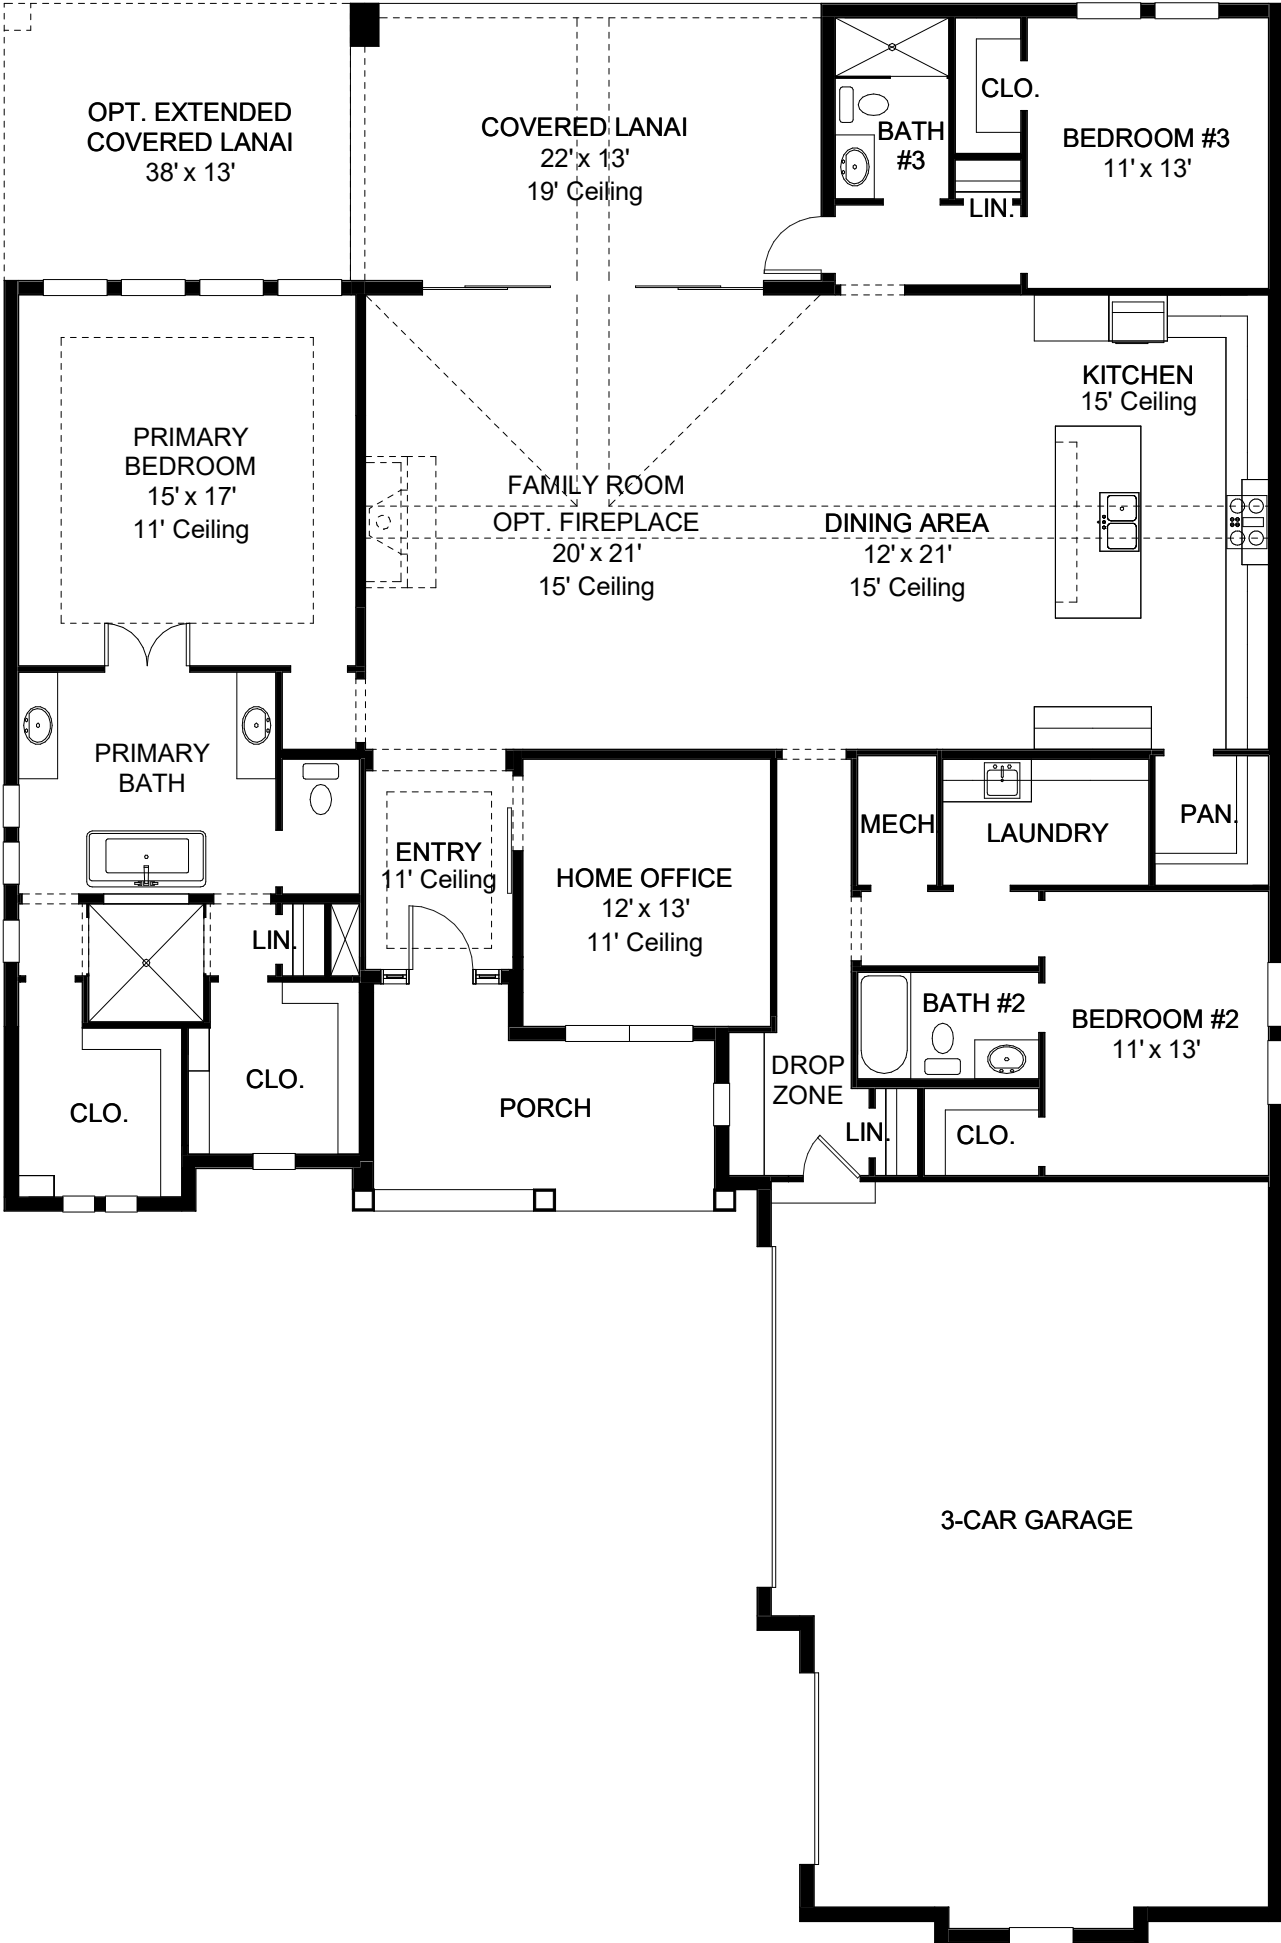 OPT. EXTENDED
COVERED LANAI
38' x 13'
COVERED LANAI
22' x 13'
19' Ceiling
BATH
#3
CLO.
LIN.
BEDROOM #3
11' x 13'
PRIMARY
BEDROOM
15' x 17'
11' Ceiling
FAMILY ROOM
OPT. FIREPLACE
20' x 21'
15' Ceiling
DINING AREA
12' x 21'
15' Ceiling
KITCHEN
15' Ceiling
PRIMARY
BATH
ENTRY
11' Ceiling
HOME OFFICE
12' x 13'
11' Ceiling
MECH
LAUNDRY
PAN.
LIN.
CLO.
CLO.
PORCH
DROP
ZONE
BATH #2
BEDROOM #2
11' x 13'
LIN.
CLO.
3-CAR GARAGE